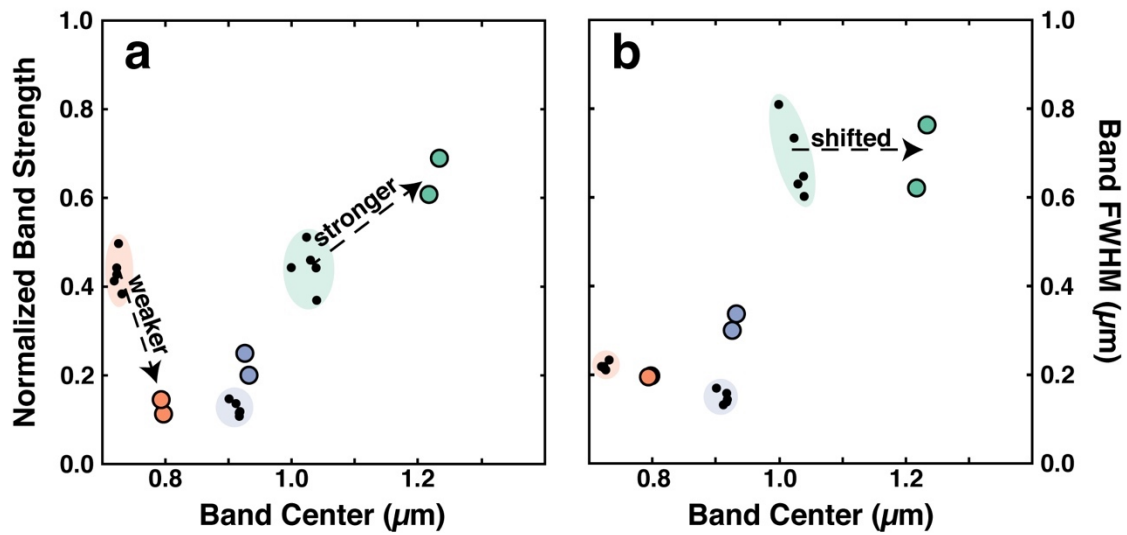 a
Normalized Band Strength
1.0
0.8
0.6
0.4
0.2
0.0
weaker
stronger
0.8
1.0
1.2
Band Center (μm)
b
shifted
0.8
1.0
1.2
Band Center (μm)
1.0
0.8
0.6
0.4
0.2
0.0
Band FWHM (μm)